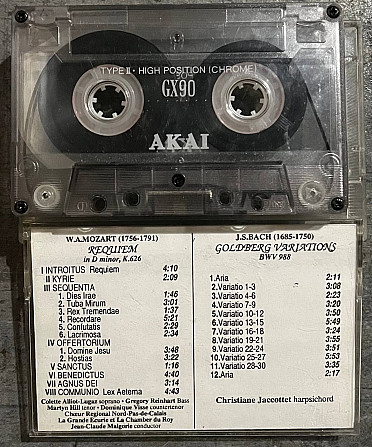 TYPE II · HIGH POSITION (CHROME)
GX90
AKAI
W.A.MOZART (1756-1791)
REQUIEM
in D minor, K.626
I INTROITUS Requiem 4:10
II KYRIE 2:09
III SEQUENTIA
1. Dies Irae 1:45
2. Tuba Mirum 3:01
3. Rex Tremendae 1:37
4. Recordare 5:21
5. Confutatis 2:29
6. Lacrimosa 2:34
IV OFFERTORIUM
1. Domine Jesu 3:48
2. Hostias 3:22
V SANCTUS 1:16
VI BENEDICTUS 4:40
VII AGNUS DEI 3:14
VIII COMMUNIO Lex Aeterna 4:43
Colette Alliot-Lugaz soprano · Gregory Reinhart Bass
Martyn Hill tenor · Dominique Visse countertenor
Chœur Regional Nord-Pas-de-Calais
La Grande Ecurie et La Chambre du Roy
Jean-Claude Malgoire conductor
J.S.BACH (1685-1750)
GOLDBERG VARIATIONS
BWV 988
1.Aria 2:11
2.Variatio 1-3 3:08
3.Variatio 4-6 2:23
4.Variatio 7-9 3:20
5.Variatio 10-12 3:50
6.Variatio 13-15 5:49
7.Variatio 16-18 3:24
8.Variatio 19-21 3:55
9.Variatio 22-24 3:51
10.Variatio 25-27 5:53
11.Variatio 28-30 3:35
12.Aria 2:17
Christiane Jaccottet harpsichord